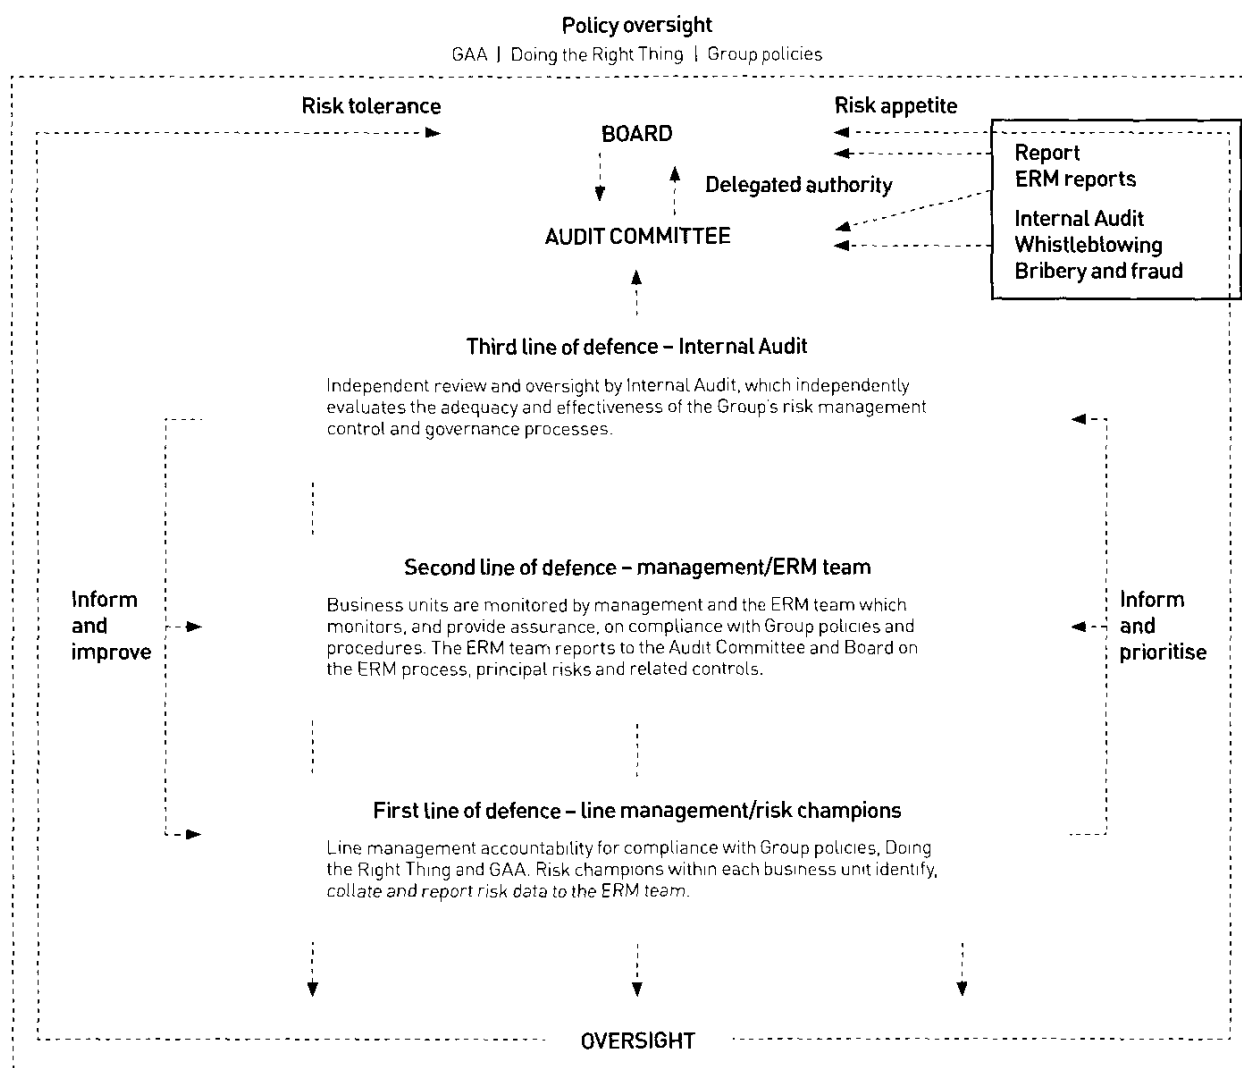 Policy oversight
GAA | Doing the Right Thing | Group policies
Risk tolerance
Risk appetite
BOARD
Report
ERM reports
Delegated authority
Internal Audit
Whistleblowing
Bribery and fraud
AUDIT COMMITTEE
Third line of defence – Internal Audit
Independent review and oversight by Internal Audit, which independently
evaluates the adequacy and effectiveness of the Group's risk management
control and governance processes.
Second line of defence – management/ERM team
Business units are monitored by management and the ERM team which
monitors, and provide assurance, on compliance with Group policies and
procedures. The ERM team reports to the Audit Committee and Board on
the ERM process, principal risks and related controls.
Inform
and
improve
Inform
and
prioritise
First line of defence – line management/risk champions
Line management accountability for compliance with Group policies, Doing
the Right Thing and GAA. Risk champions within each business unit identify,
collate and report risk data to the ERM team.
OVERSIGHT